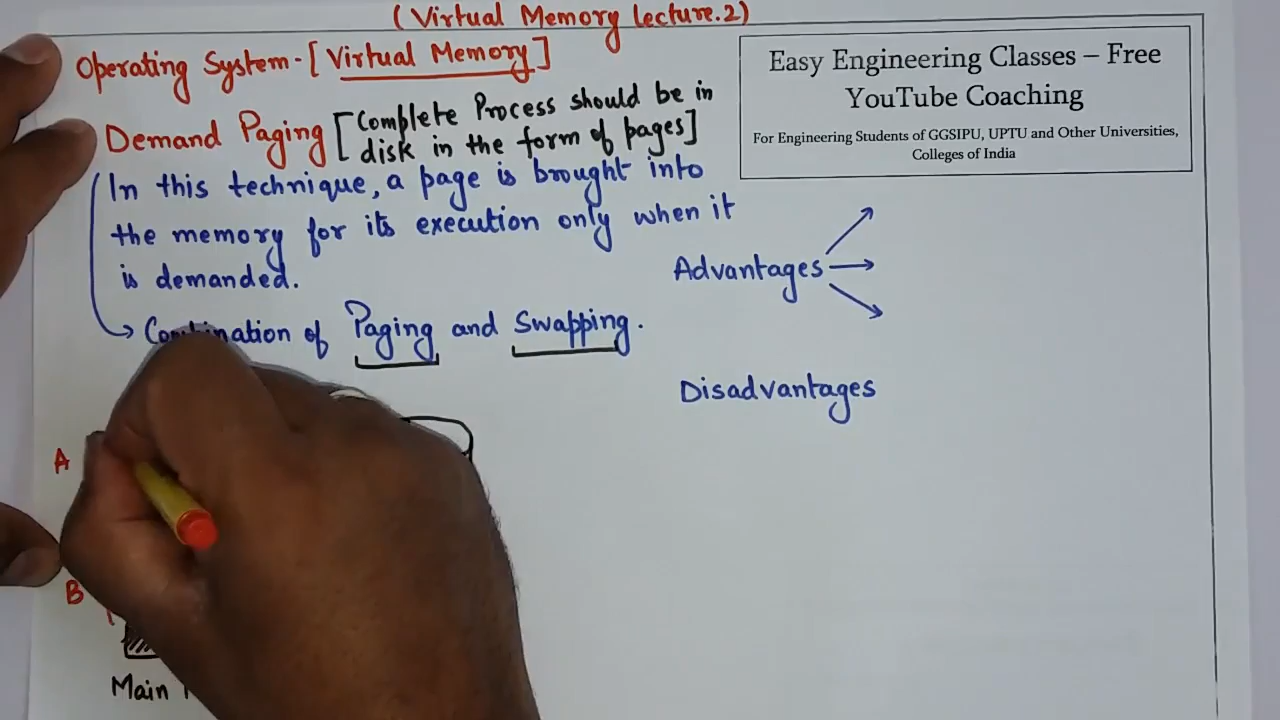 (Virtual Memory lecture.2)
Operating System-[Virtual Memory]
Demand Paging [Complete Process should be in
disk in the form of pages]
In this technique, a page is brought into
the memory for its execution only when it
is demanded.
of Paging and Swapping.
A
B
Main
Easy Engineering Classes – Free
YouTube Coaching
For Engineering Students of GGSIPU, UPTU and Other Universities,
Colleges of India
Advantages
Disadvantages